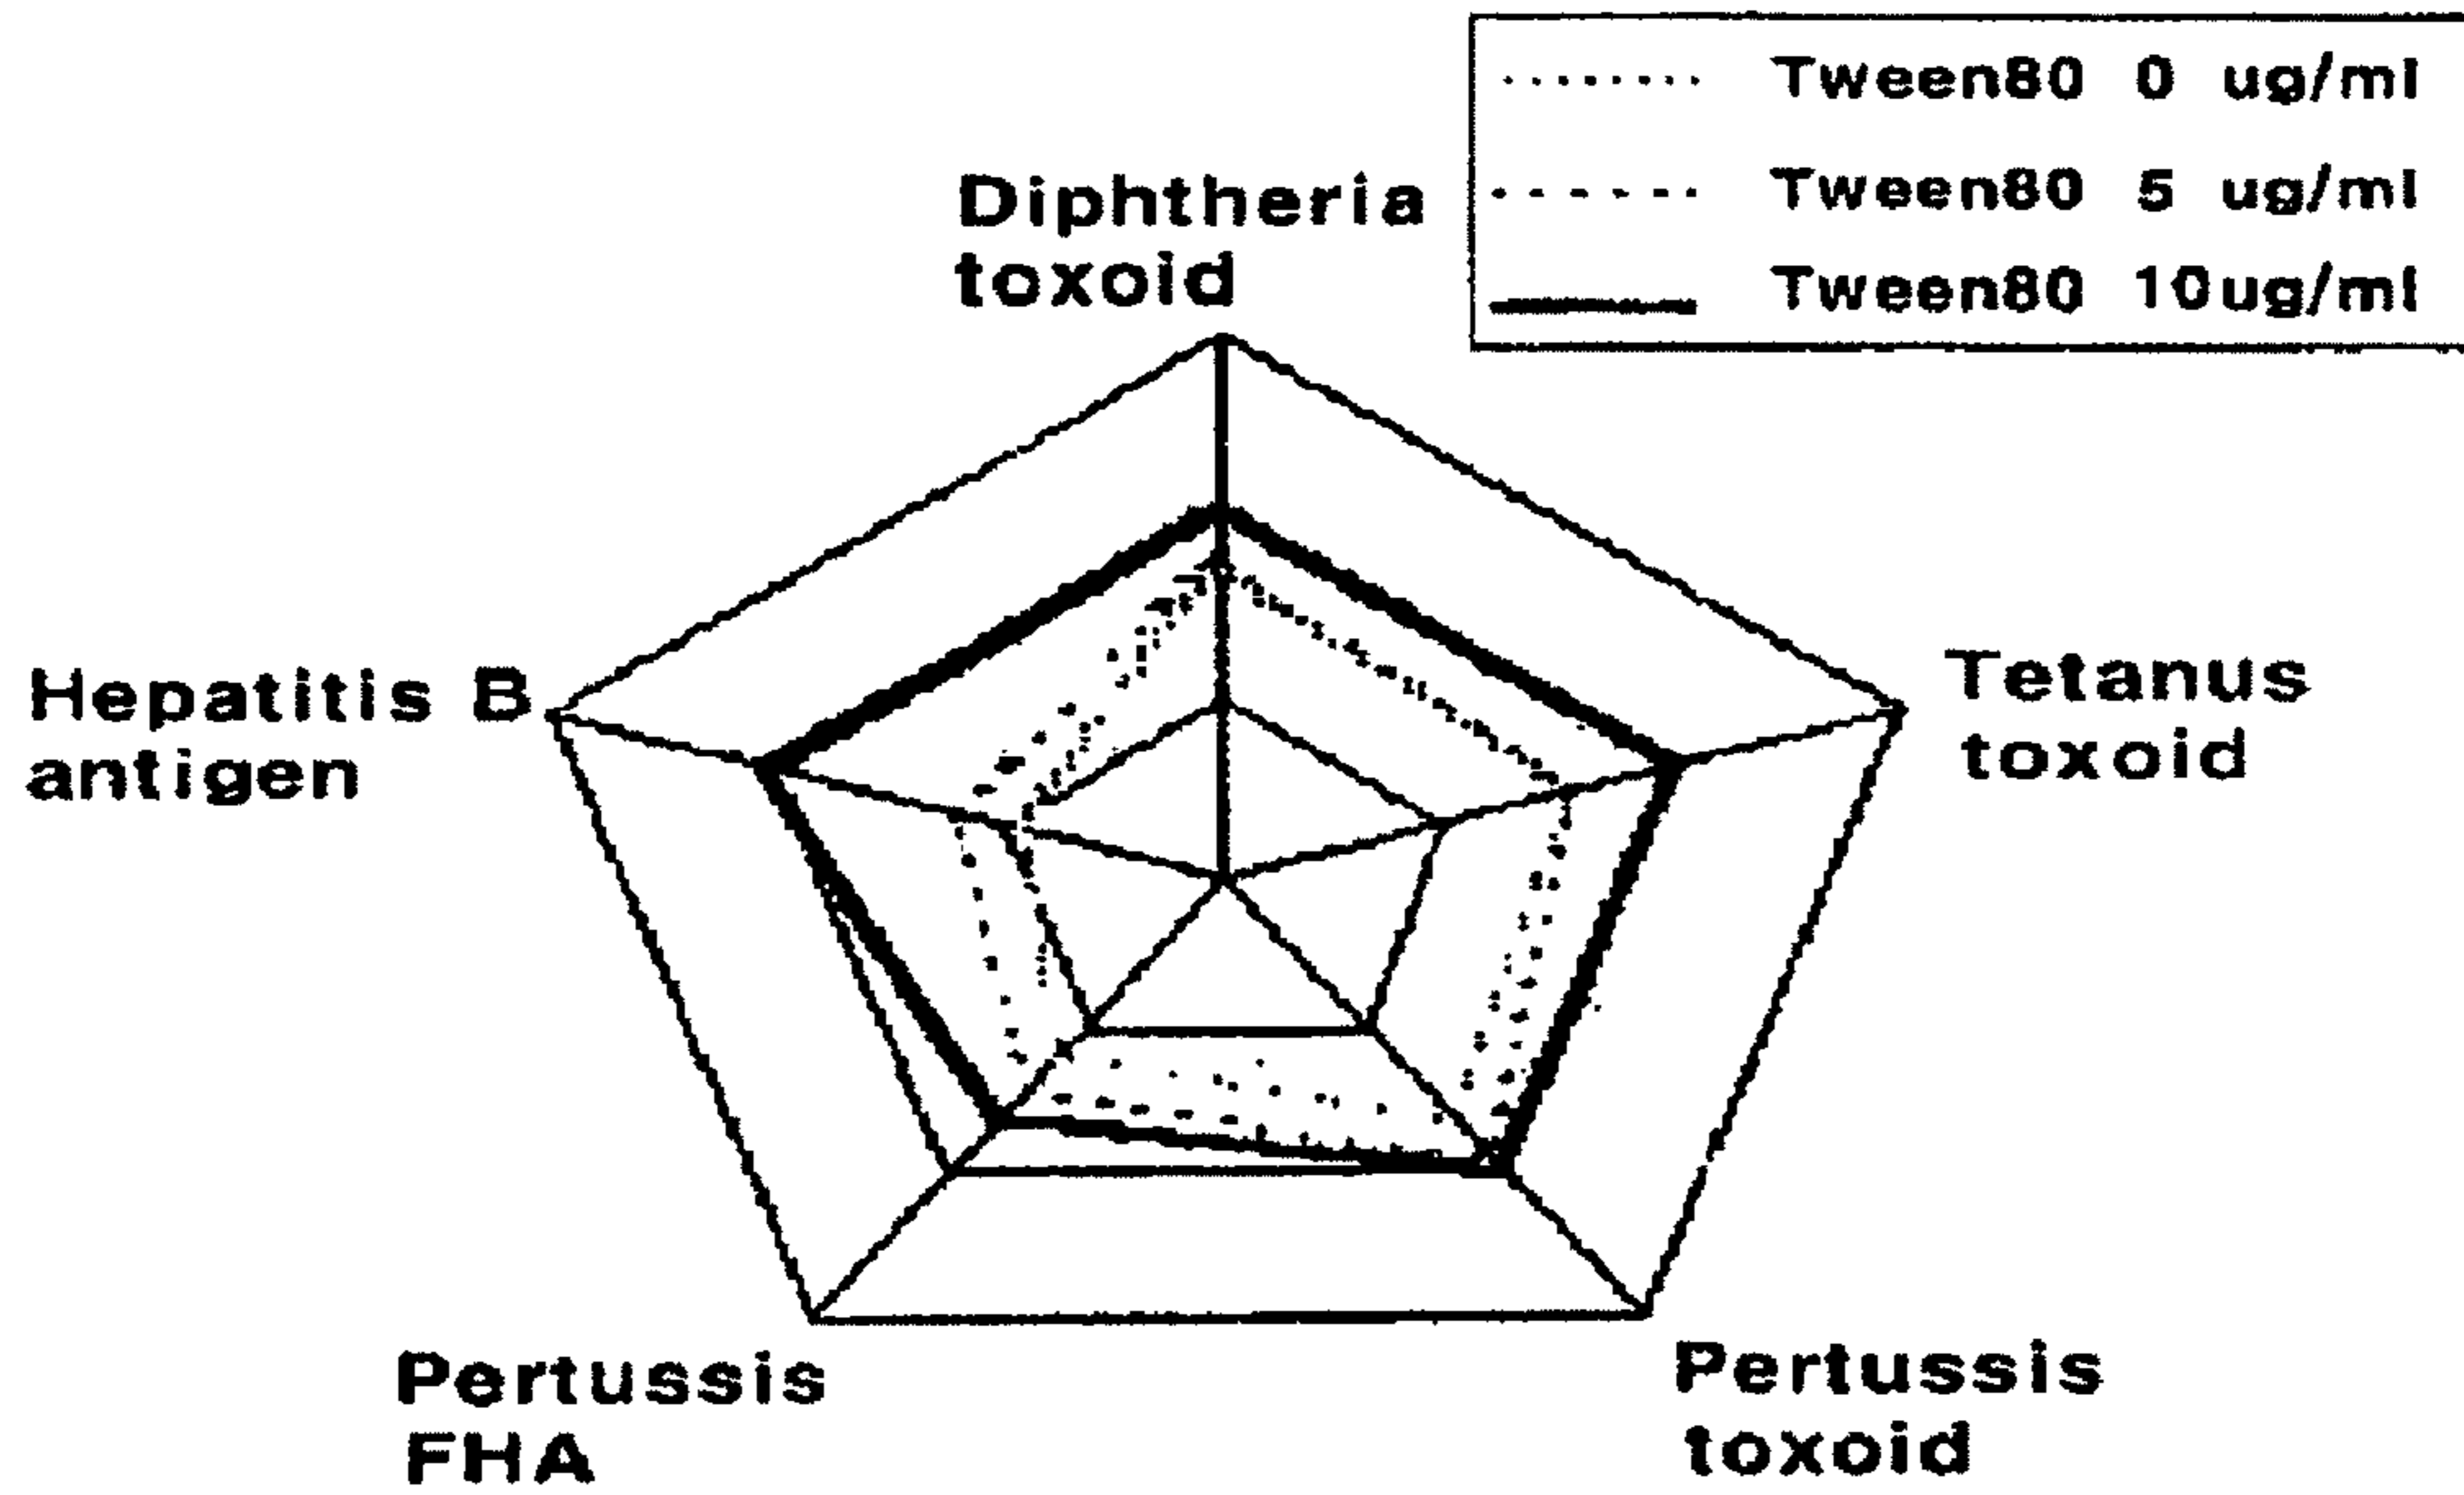 Tween80 0 ug/ml
Tween80 5 ug/ml
Tween80 10ug/ml
Diphtheria
toxoid
Tetanus
toxoid
Hepatitis B
antigen
Pertussis
FHA
Pertussis
toxoid